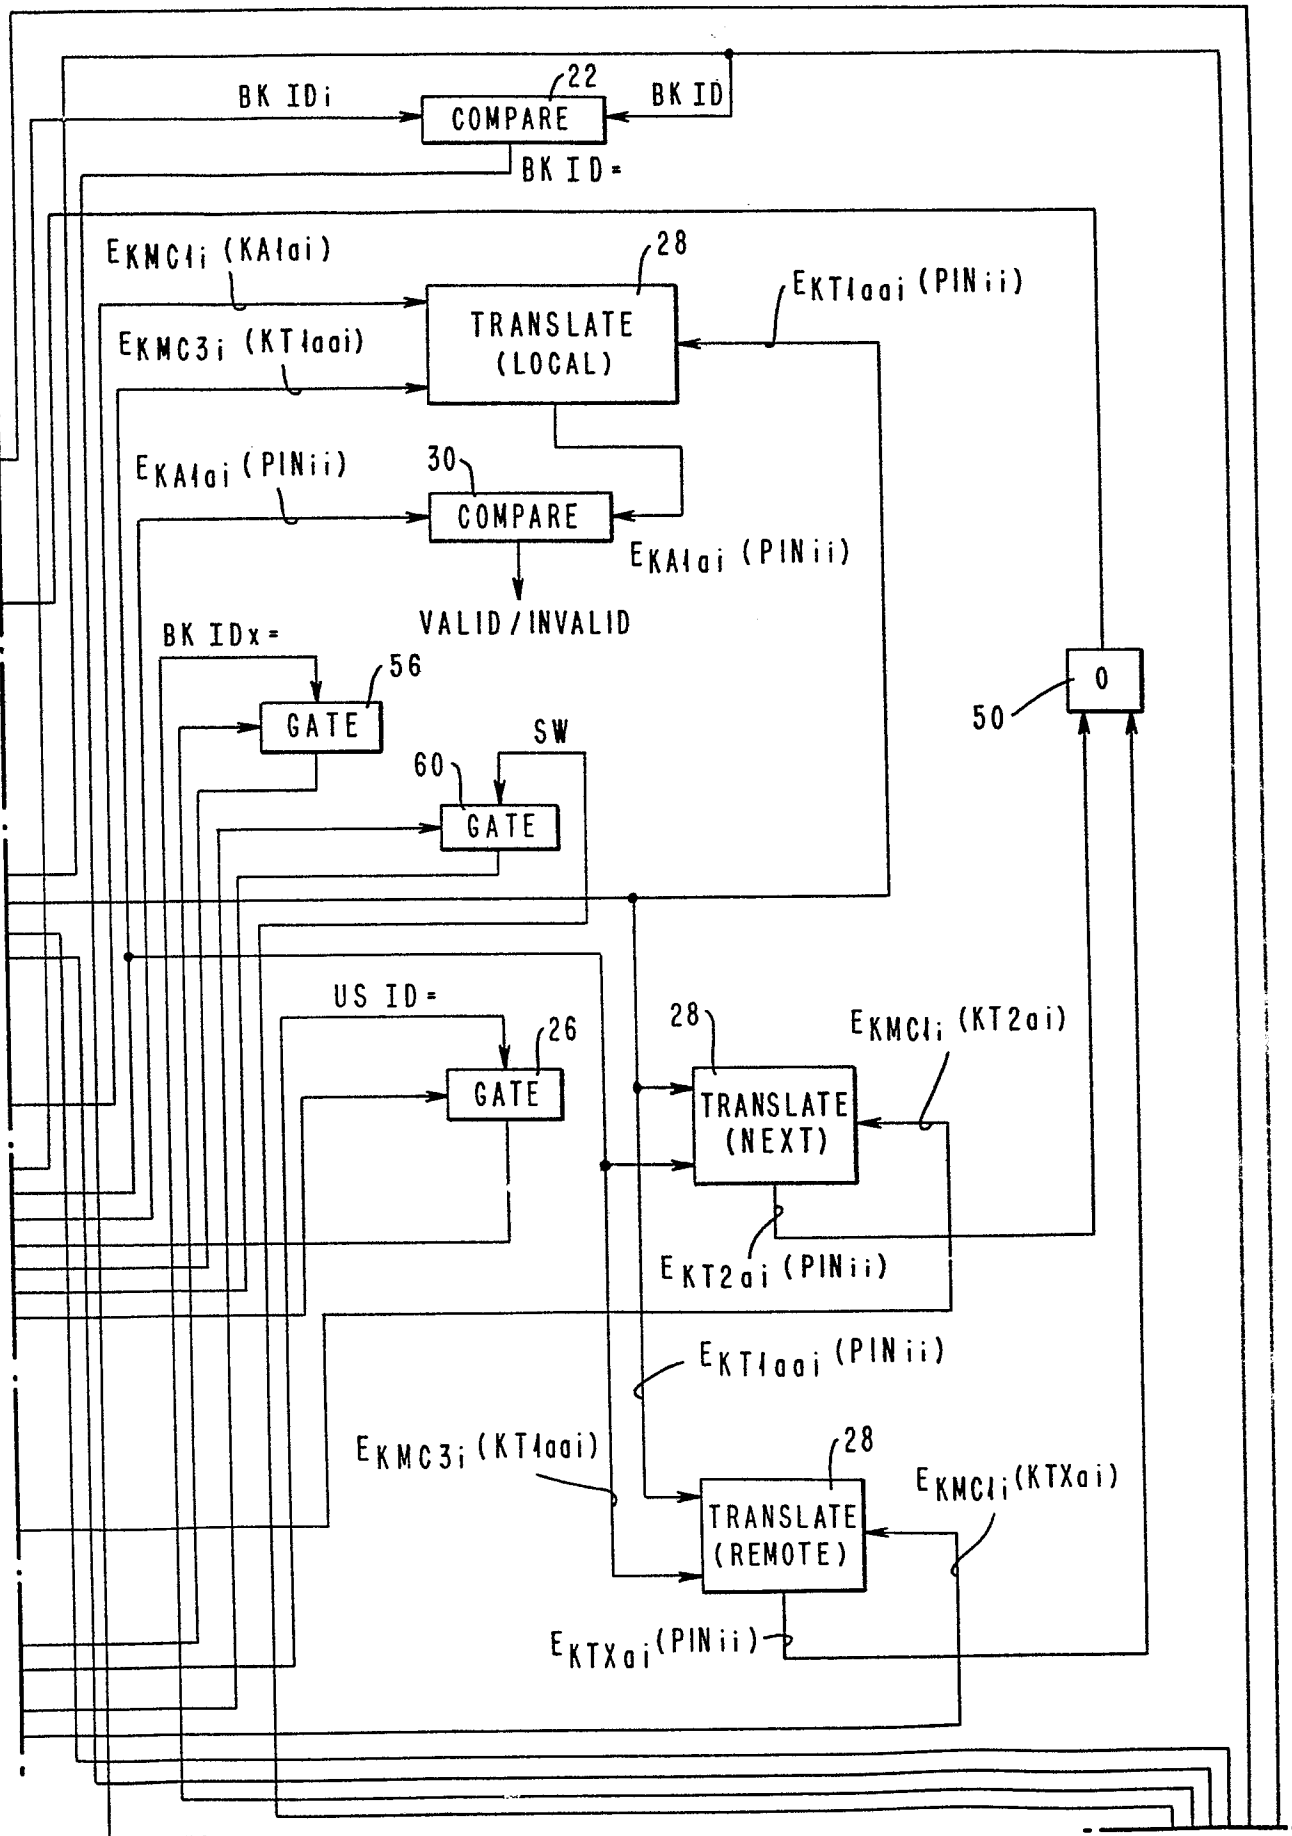 22
BK IDi
BK ID
COMPARE
BK ID=
EKMC1i (KA1ai)
28
EKT1aai (PINii)
EKMC3i (KT1aai)
TRANSLATE
(LOCAL)
EKA1ai (PINii)
30
COMPARE
EKA1ai (PINii)
VALID/INVALID
BK IDx=
56
GATE
O
50
SW
60
GATE
US ID=
26
GATE
28
EKMC1i (KT2ai)
TRANSLATE
(NEXT)
EKT2ai (PINii)
EKT1aai (PINii)
EKMC3i (KT1aai)
28
EKMC1i (KTXai)
TRANSLATE
(REMOTE)
EKTXai (PINii)